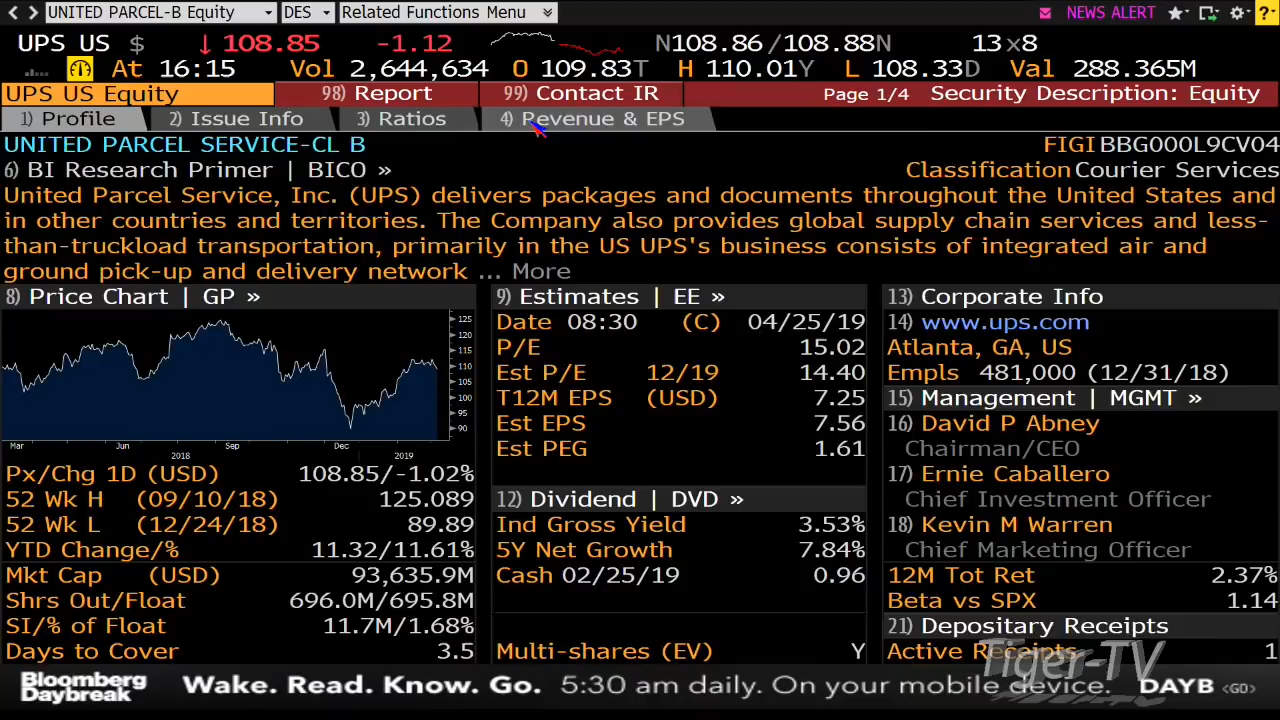 UNITED PARCEL-B Equity DES Related Functions Menu NEWS ALERT ?
UPS US $ ↓ 108.85 -1.12 N108.86/108.88N 13x8
At 16:15 Vol 2,644,634 O 109.83T H 110.01Y L 108.33D Val 288.365M
UPS US Equity 98) Report 99) Contact IR Page 1/4 Security Description: Equity
1) Profile 2) Issue Info 3) Ratios 4) Revenue & EPS
UNITED PARCEL SERVICE-CL B FIGI BBG000L9CV04
6) BI Research Primer | BICO » Classification Courier Services
United Parcel Service, Inc. (UPS) delivers packages and documents throughout the United States and
in other countries and territories. The Company also provides global supply chain services and less-
than-truckload transportation, primarily in the US UPS's business consists of integrated air and
ground pick-up and delivery network ... More
8) Price Chart | GP »
125
120
115
110
105
100
95
90
Mar Jun Sep Dec
2018 2019
Px/Chg 1D (USD) 108.85/-1.02%
52 Wk H (09/10/18) 125.089
52 Wk L (12/24/18) 89.89
YTD Change/% 11.32/11.61%
Mkt Cap (USD) 93,635.9M
Shrs Out/Float 696.0M/695.8M
SI/% of Float 11.7M/1.68%
Days to Cover 3.5
9) Estimates | EE »
Date 08:30 (C) 04/25/19
P/E 15.02
Est P/E 12/19 14.40
T12M EPS (USD) 7.25
Est EPS 7.56
Est PEG 1.61
12) Dividend | DVD »
Ind Gross Yield 3.53%
5Y Net Growth 7.84%
Cash 02/25/19 0.96
Multi-shares (EV) Y
13) Corporate Info
14) www.ups.com
Atlanta, GA, US
Empls 481,000 (12/31/18)
15) Management | MGMT »
16) David P Abney
Chairman/CEO
17) Ernie Caballero
Chief Investment Officer
18) Kevin M Warren
Chief Marketing Officer
12M Tot Ret 2.37%
Beta vs SPX 1.14
21) Depositary Receipts
Active Receipts 1
Tiger-TV
Bloomberg
Daybreak
Wake. Read. Know. Go. 5:30 am daily. On your mobile device. DAYB <GO>